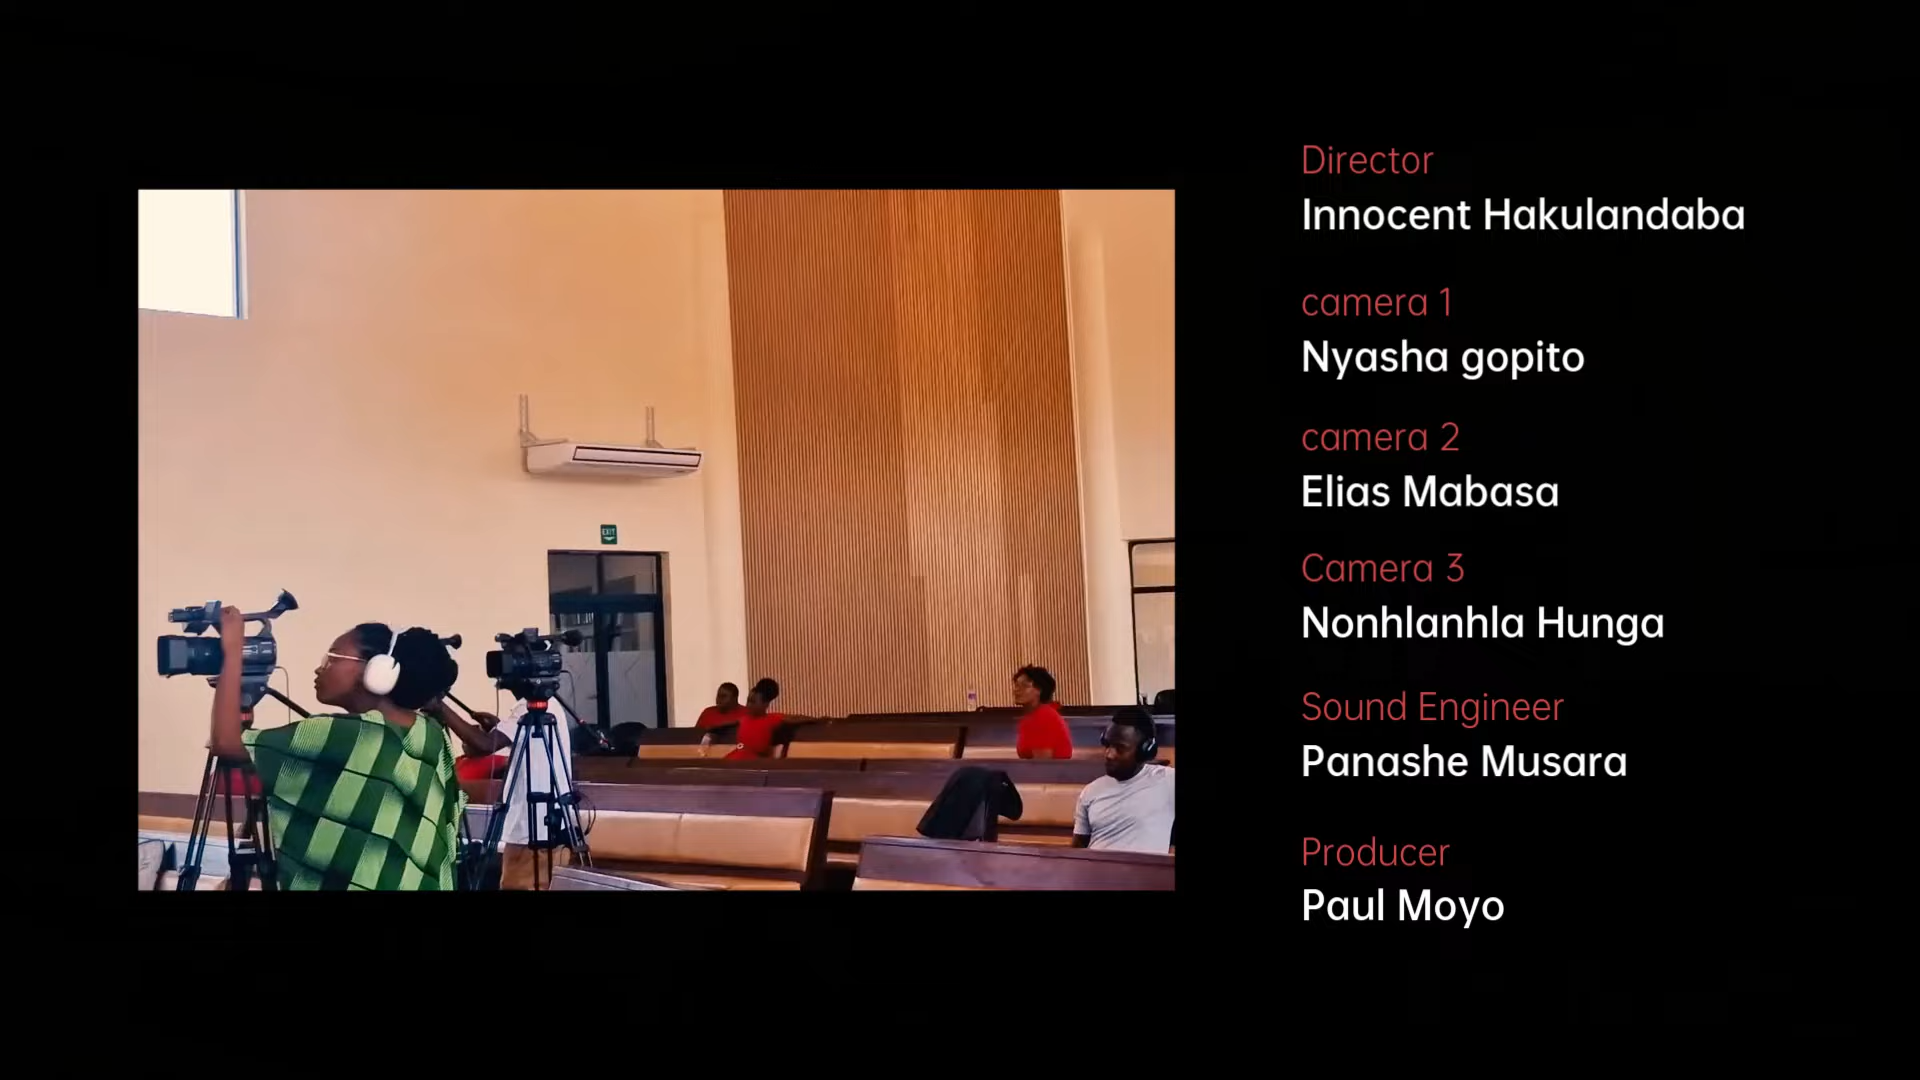 Director
Innocent Hakulandaba
camera 1
Nyasha gopito
camera 2
Elias Mabasa
Camera 3
Nonhlanhla Hunga
Sound Engineer
Panashe Musara
Producer
Paul Moyo
EXIT